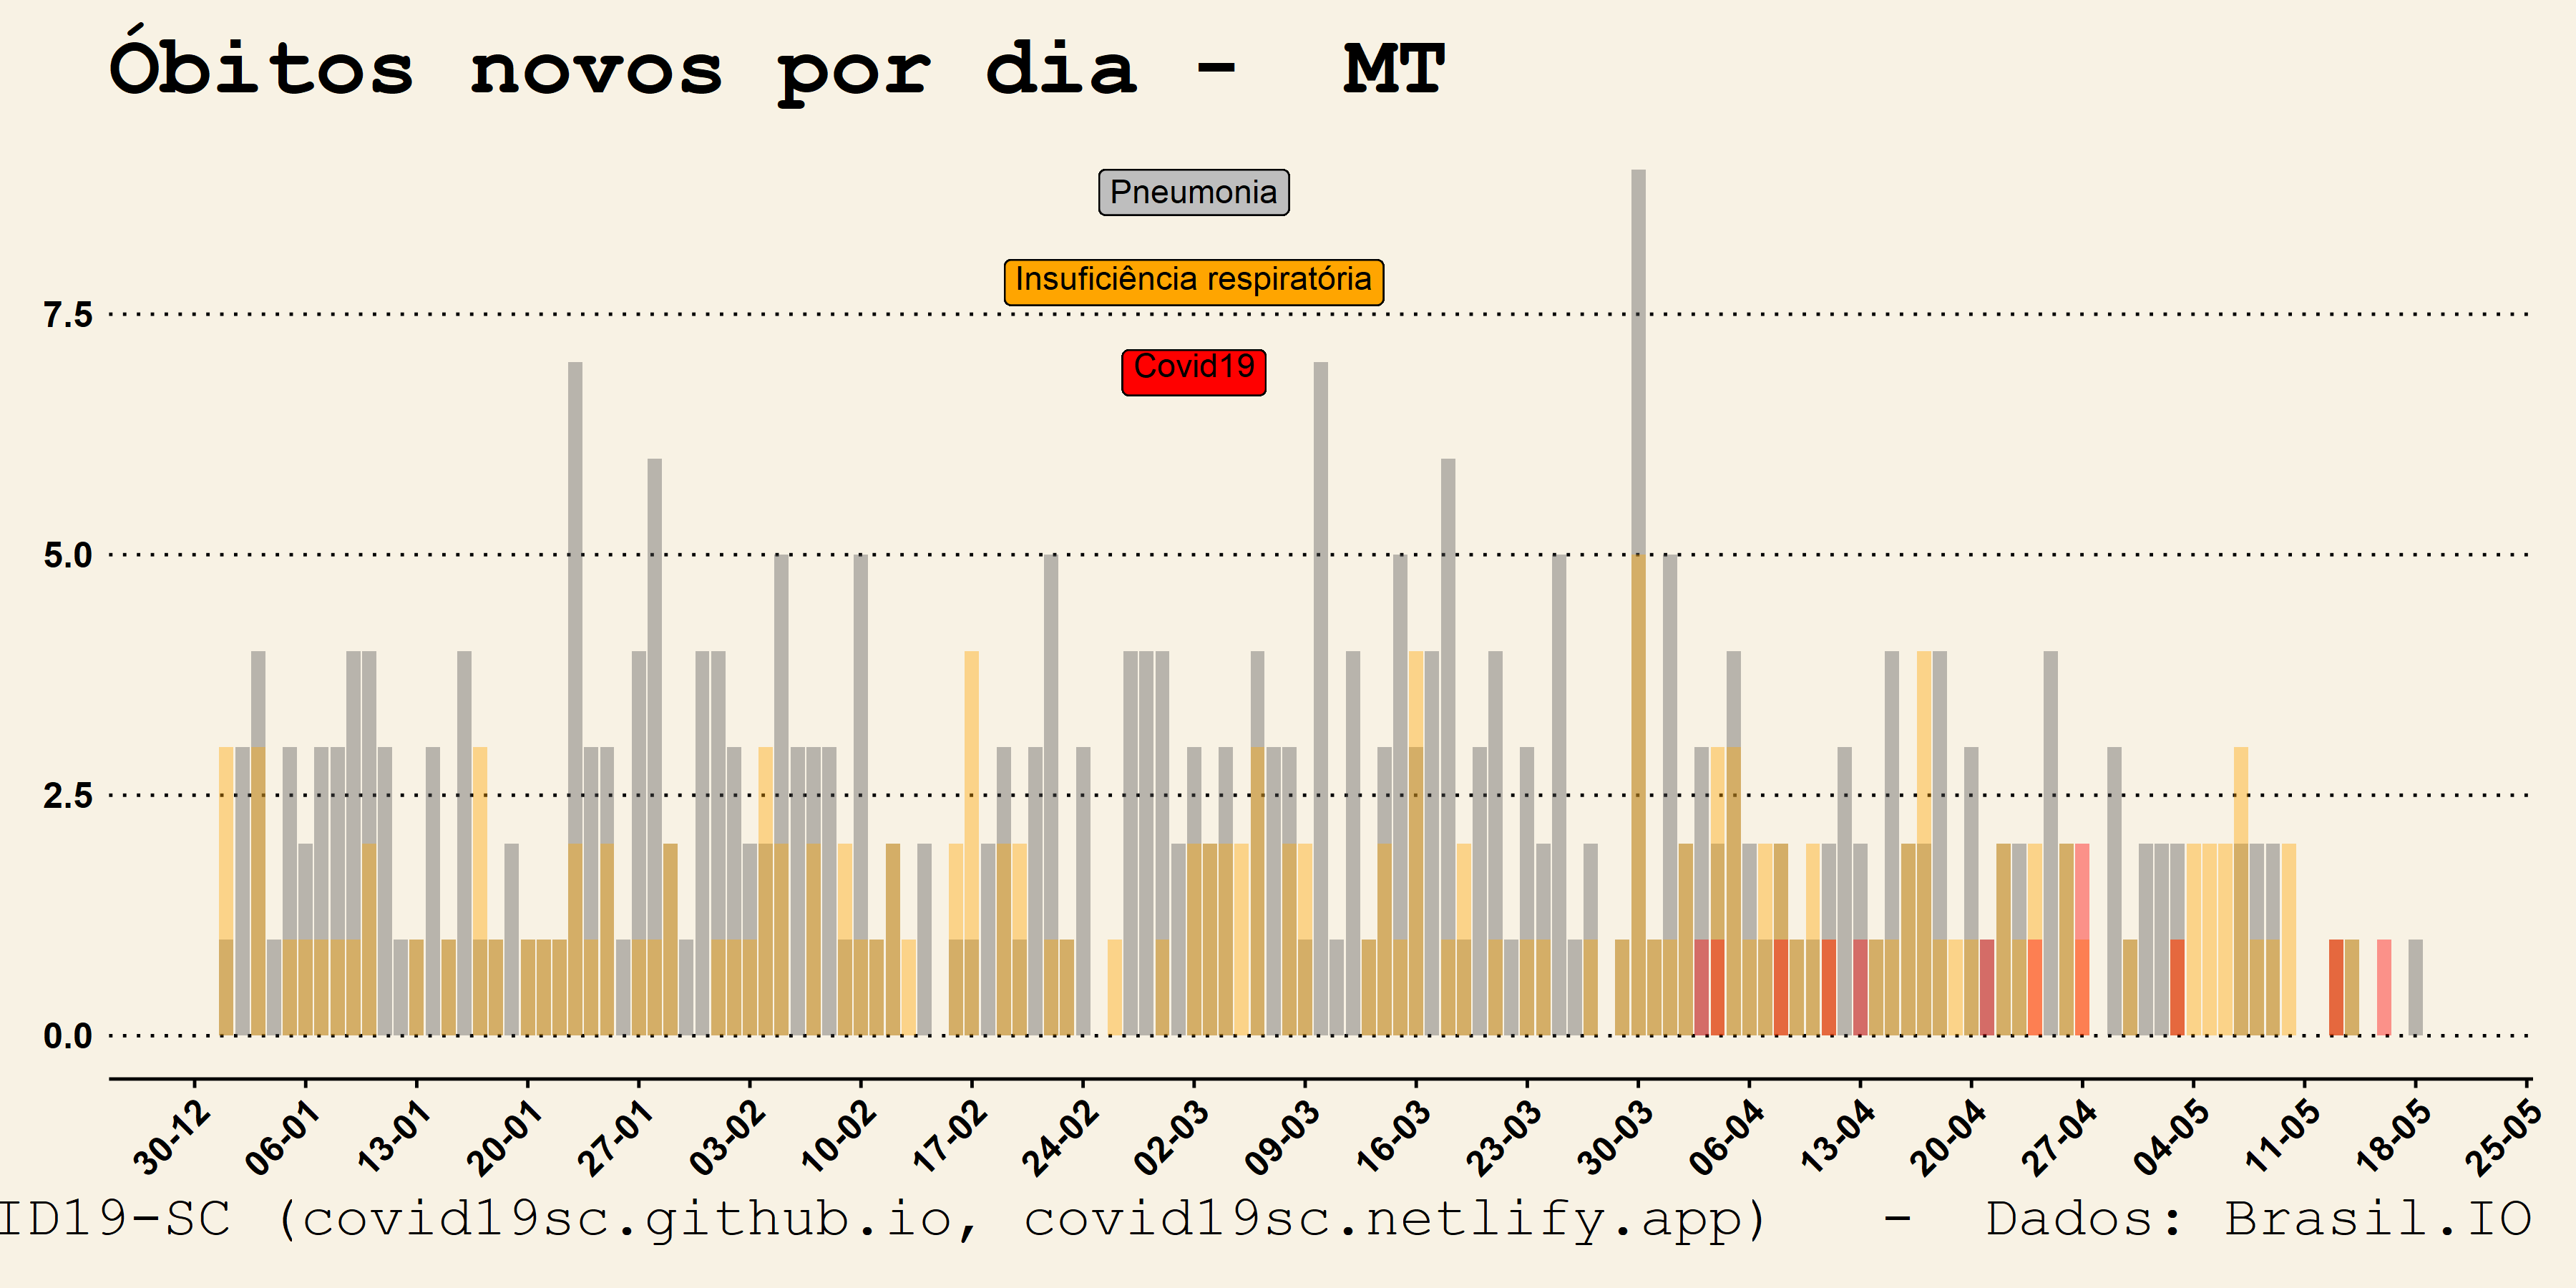 Óbitos novos por dia - MT
Pneumonia
Insuficiência respiratória
Covid19
7.5
5.0
2.5
0.0
30-12 06-01 13-01 20-01 27-01 03-02 10-02 17-02 24-02 02-03 09-03 16-03 23-03 30-03 06-04 13-04 20-04 27-04 04-05 11-05 18-05 25-05
ID19-SC (covid19sc.github.io, covid19sc.netlify.app) - Dados: Brasil.IO